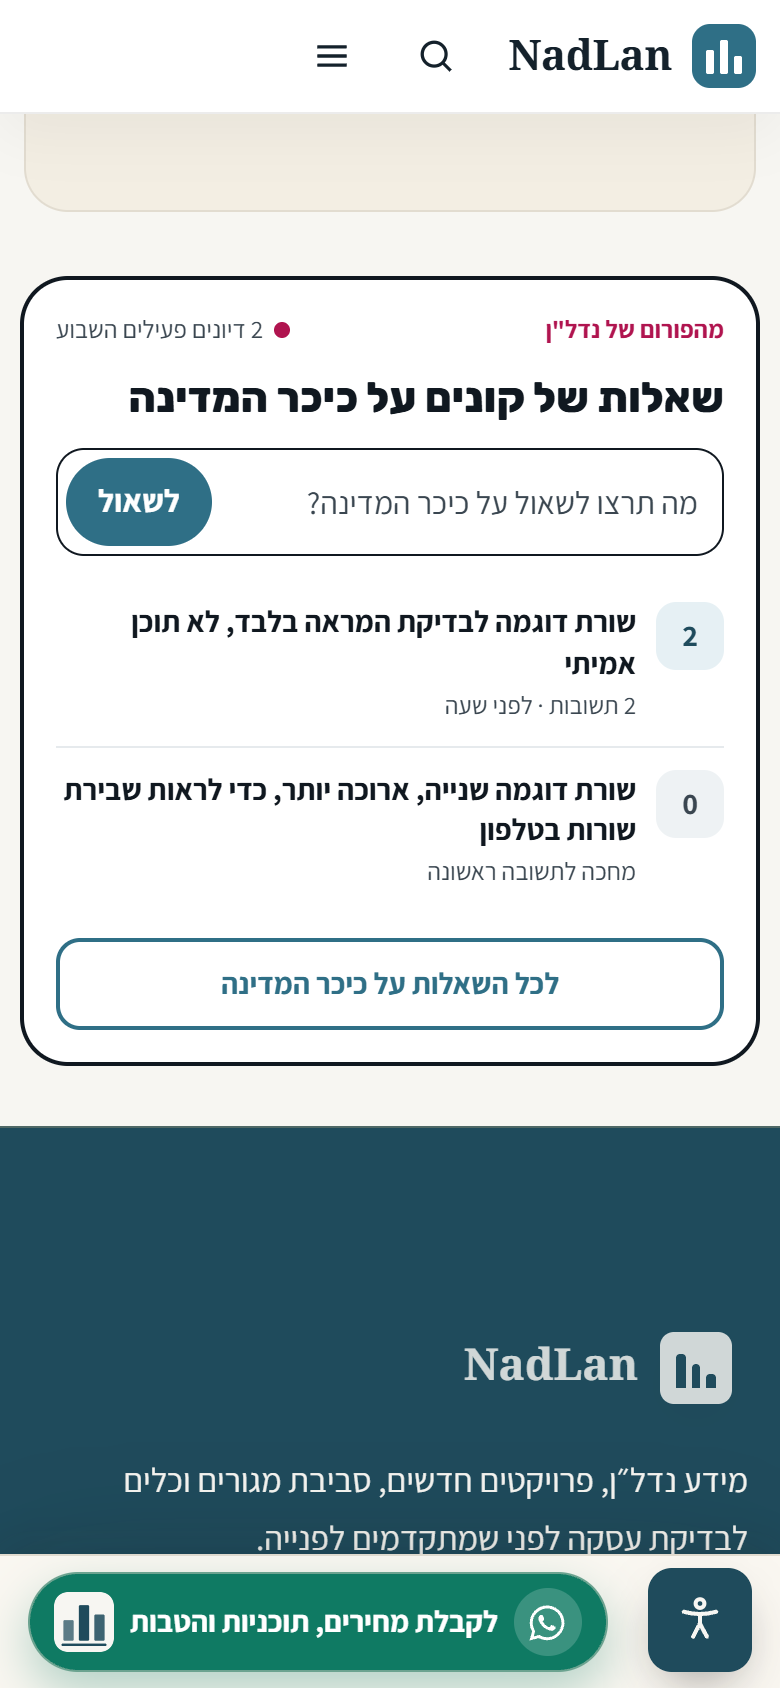 NadLan
מהפורום של נדל"ן
2 דיונים פעילים השבוע
שאלות של קונים על כיכר המדינה
מה תרצו לשאול על כיכר המדינה?
לשאול
2
שורת דוגמה לבדיקת המראה בלבד, לא תוכן
אמיתי
2 תשובות · לפני שעה
0
שורת דוגמה שנייה, ארוכה יותר, כדי לראות שבירת
שורות בטלפון
מחכה לתשובה ראשונה
לכל השאלות על כיכר המדינה
NadLan
מידע נדל״ן, פרויקטים חדשים, סביבת מגורים וכלים
לבדיקת עסקה לפני שמתקדמים לפנייה.
לקבלת מחירים, תוכניות והטבות